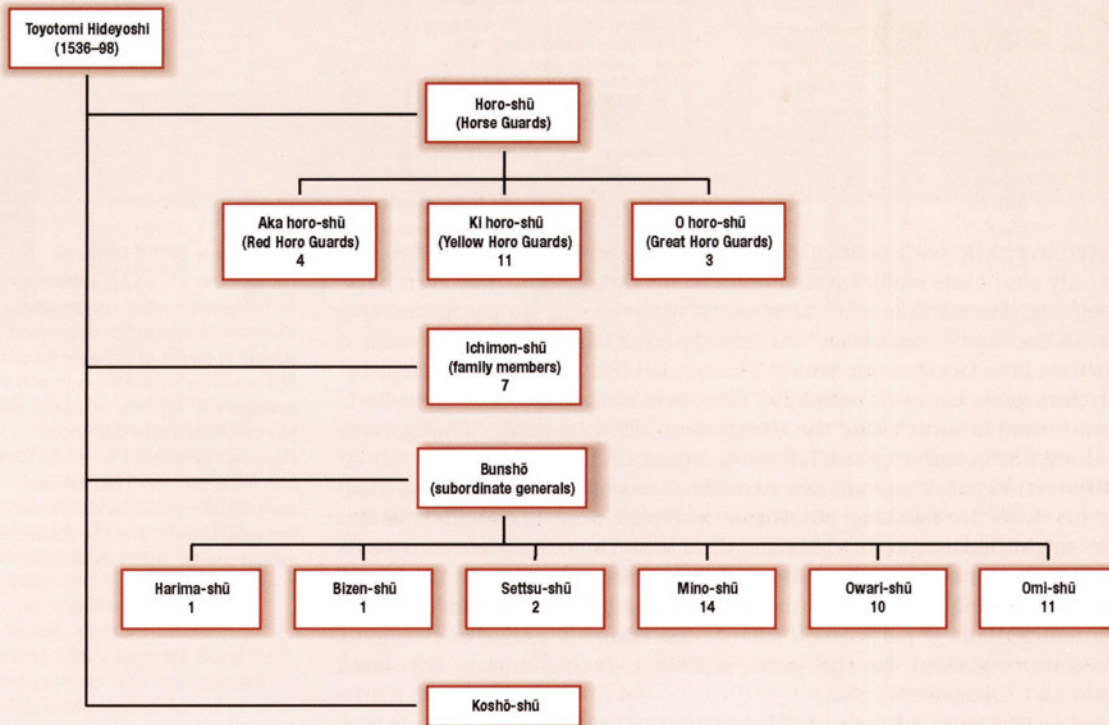 Toyotomi Hideyoshi
(1536–98)
Horo-shū
(Horse Guards)
Aka horo-shū
(Red Horo Guards)
4
Ki horo-shū
(Yellow Horo Guards)
11
O horo-shū
(Great Horo Guards)
3
Ichimon-shū
(family members)
7
Bunshō
(subordinate generals)
Harima-shū
1
Bizen-shū
1
Settsu-shū
2
Mino-shū
14
Owari-shū
10
Omi-shū
11
Koshō-shū